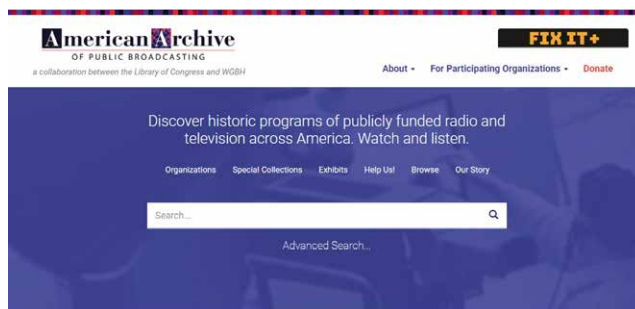 American Archive
OF PUBLIC BROADCASTING
a collaboration between the Library of Congress and WGBH
FIX IT+
About For Participating Organizations Donate
Discover historic programs of publicly funded radio and
television across America. Watch and listen.
Organizations Special Collections Exhibits Help Us! Browse Our Story
Search...
Advanced Search...